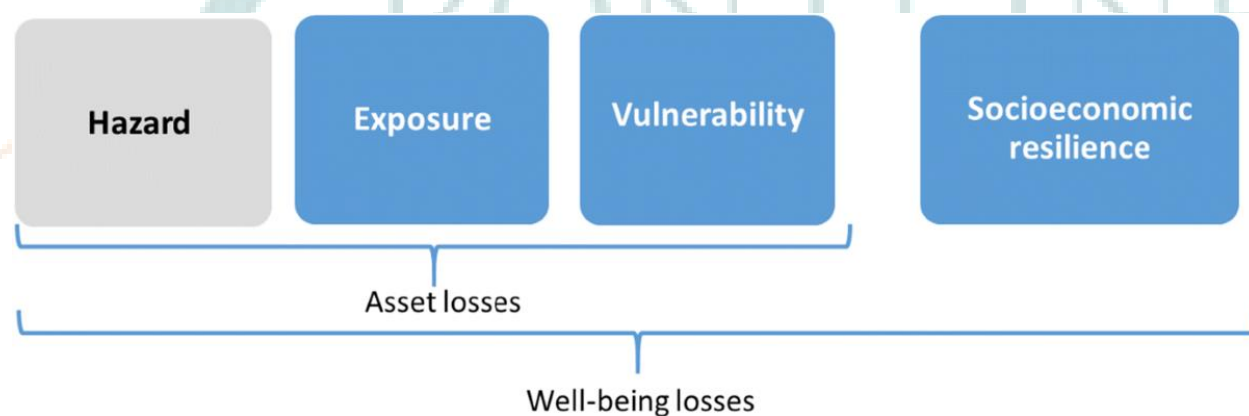 Hazard
Exposure
Vulnerability
Socioeconomic
resilience
Asset losses
Well-being losses